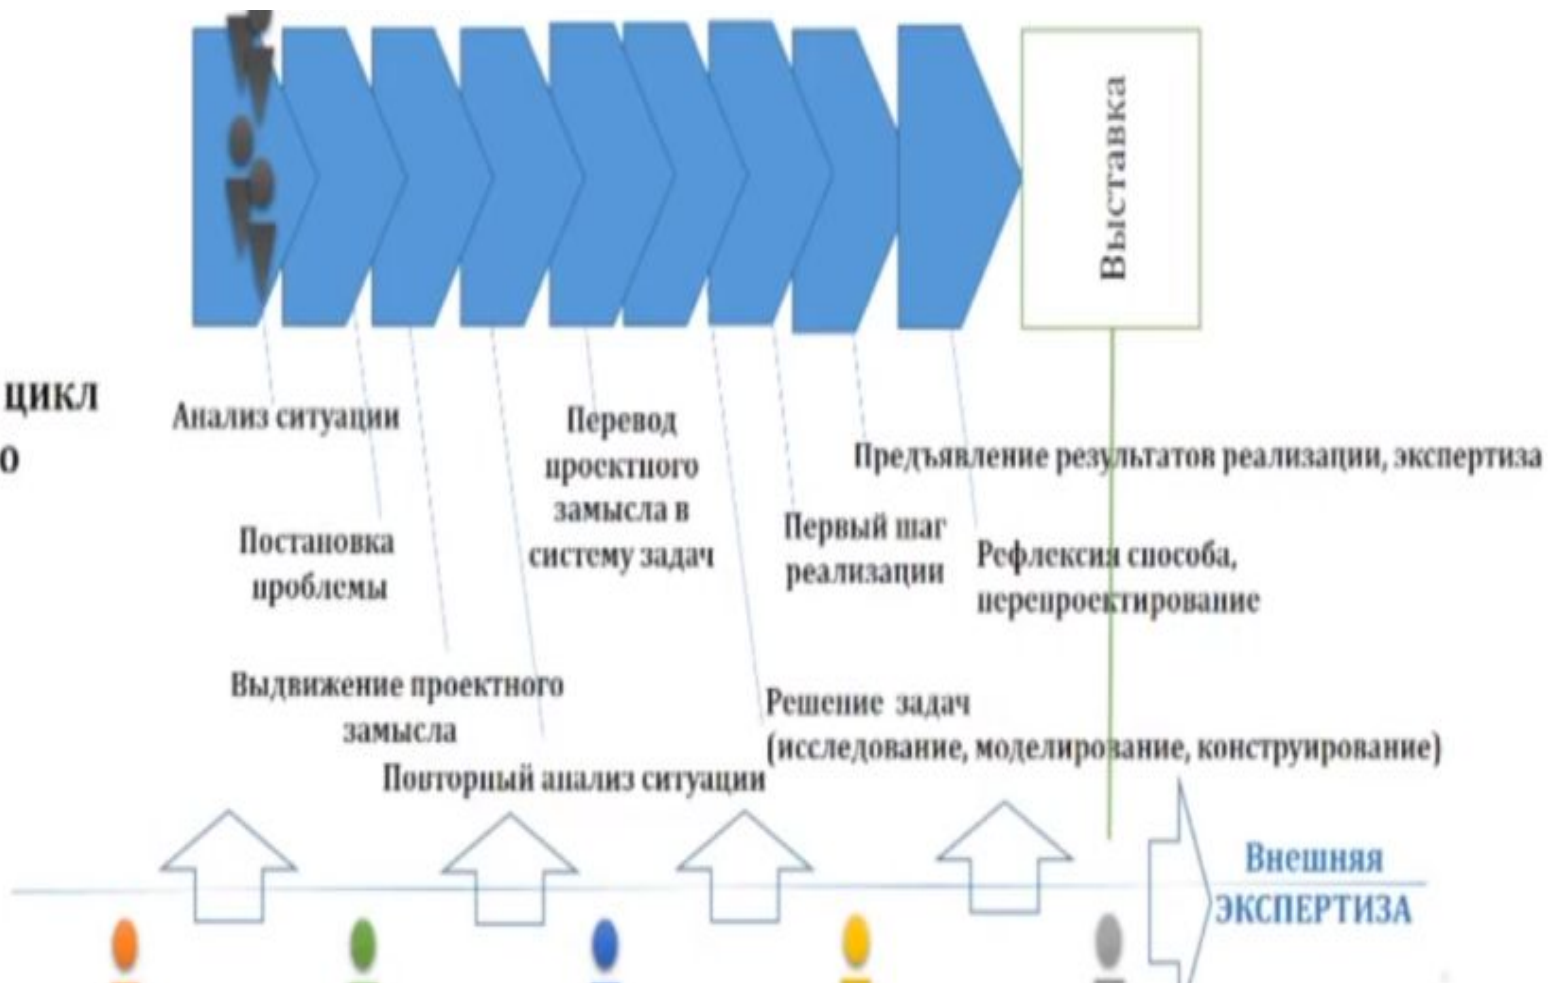 Выставка
ЦИКЛ
О
Анализ ситуации
Постановка
проблемы
Выдвижение проектного
замысла
Повторный анализ ситуации
Перевод
проектного
замысла в
систему задач
Решение задач
(исследование, моделирование, конструирование)
Первый шаг
реализации
Предъявление результатов реализации, экспертиза
Рефлексия способа,
перепроектирование
Внешняя
ЭКСПЕРТИЗА